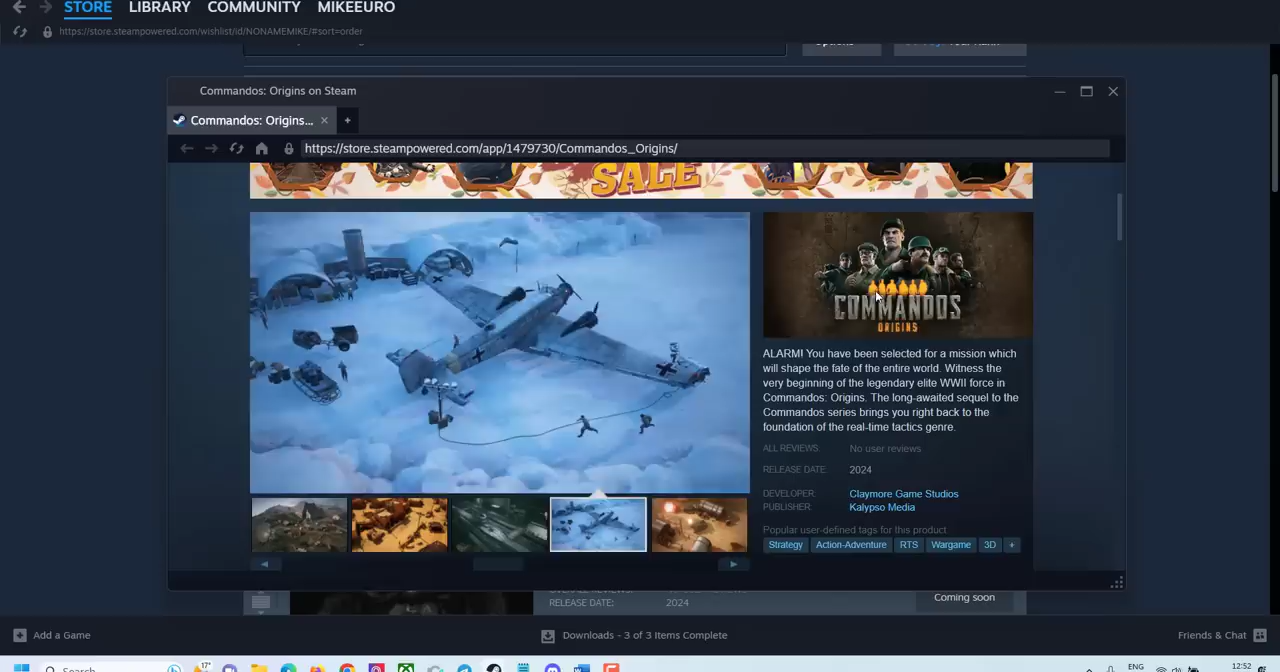 STORE LIBRARY COMMUNITY MIKEEURO
https://store.steampowered.com/wishlist/id/NONAMEMIKE/#sort=order
Commandos: Origins on Steam
Commandos: Origins...
+
https://store.steampowered.com/app/1479730/Commandos_Origins/
SALE
COMMANDOS
ORIGINS
ALARM! You have been selected for a mission which
will shape the fate of the entire world. Witness the
very beginning of the legendary elite WWII force in
Commandos: Origins. The long-awaited sequel to the
Commandos series brings you right back to the
foundation of the real-time tactics genre.
ALL REVIEWS: No user reviews
RELEASE DATE: 2024
DEVELOPER: Claymore Game Studios
PUBLISHER: Kalypso Media
Popular user-defined tags for this product
Strategy Action-Adventure RTS Wargame 3D +
RELEASE DATE: 2024
Coming soon
Add a Game
Downloads - 3 of 3 Items Complete
Friends & Chat
Search
17°
ENG
12:52